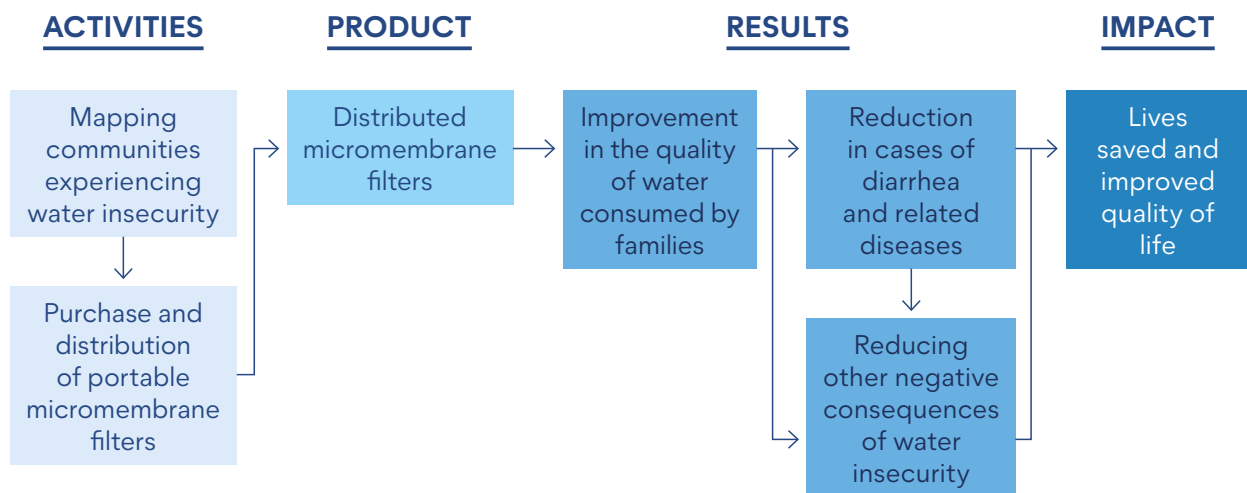 ACTIVITIES
PRODUCT
RESULTS
IMPACT
Mapping
communities
experiencing
water insecurity
Purchase and
distribution
of portable
micromembrane
filters
Distributed
micromembrane
filters
Improvement
in the quality
of water
consumed by
families
Reduction
in cases of
diarrhea
and related
diseases
Reducing
other negative
consequences
of water
insecurity
Lives
saved and
improved
quality of
life